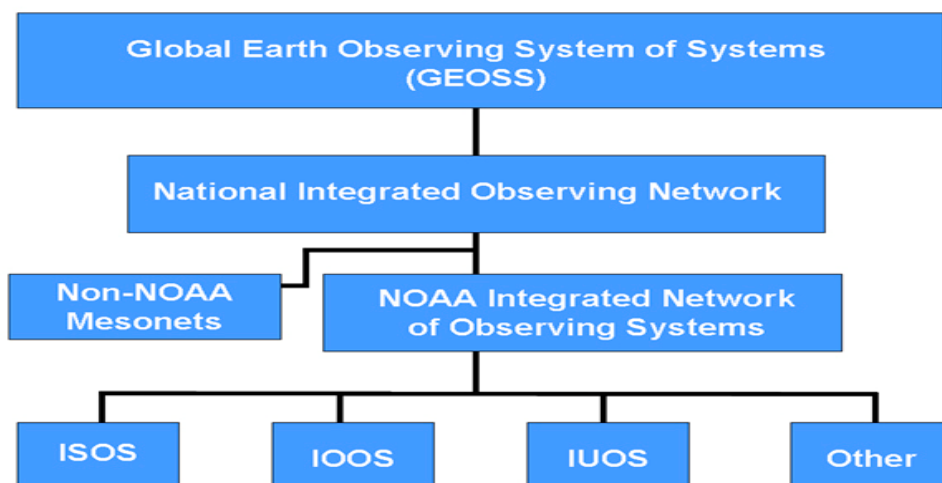 Global Earth Observing System of Systems
(GEOSS)
National Integrated Observing Network
Non-NOAA
Mesonets
NOAA Integrated Network
of Observing Systems
ISOS
IOOS
IUOS
Other